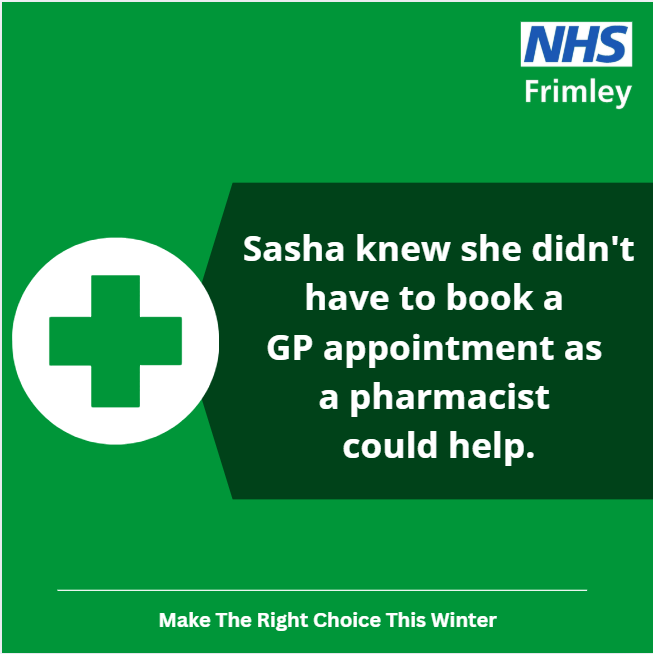 NHS
Frimley
Sasha knew she didn't
have to book a
GP appointment as
a pharmacist
could help.
Make The Right Choice This Winter